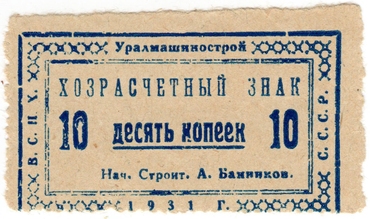 Уралмашинострой
ХОЗРАСЧЕТНЫЙ ЗНАК
10 десять копеек 10
Нач. Строит. А. Банников.
В.С.Н.Х.
С.С.С.Р.
1931 г.